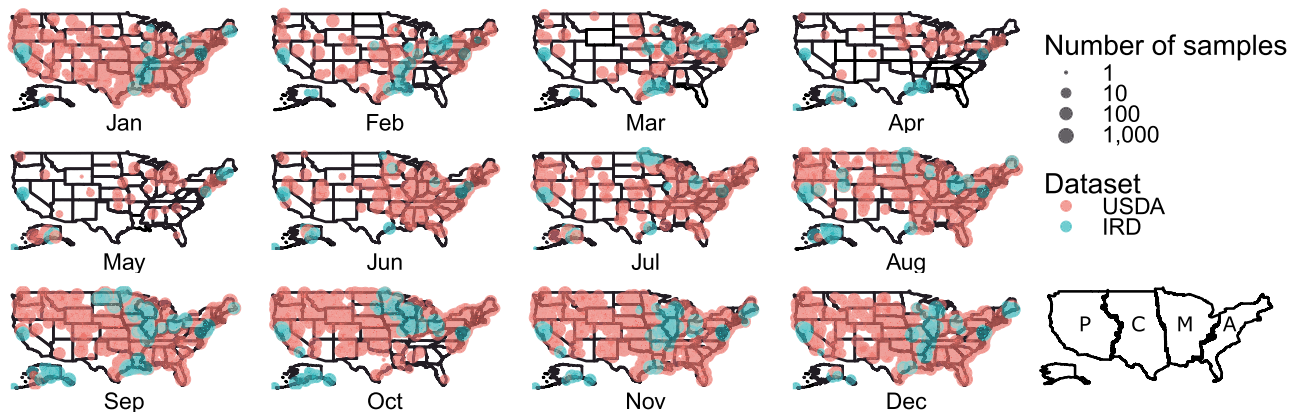 Jan
Feb
Mar
Apr
May
Jun
Jul
Aug
Sep
Oct
Nov
Dec
Number of samples
1
10
100
1,000
Dataset
USDA
IRD
P
C
M
A